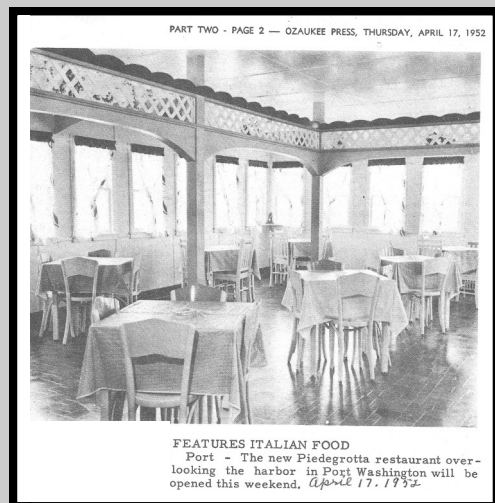 PART TWO - PAGE 2 — OZAUKEE PRESS, THURSDAY, APRIL 17, 1952
FEATURES ITALIAN FOOD
Port - The new Piedegrotta restaurant over-
looking the harbor in Port Washington will be
opened this weekend. April 17. 1952